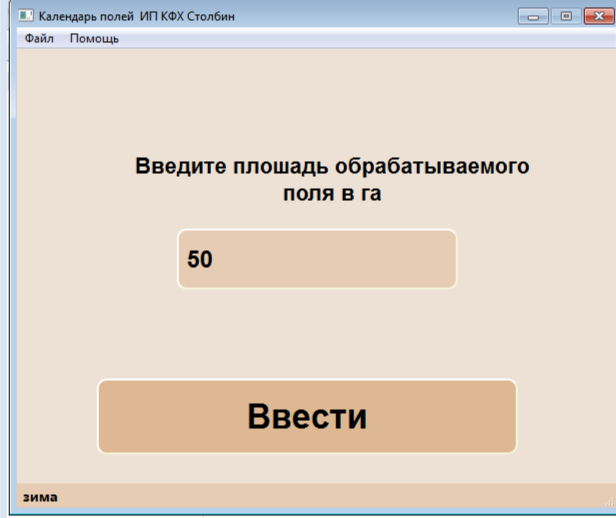 Календарь полей ИП КФХ Столбин
Файл Помощь
Введите плошадь обрабатываемого
поля в га
50
Ввести
зима